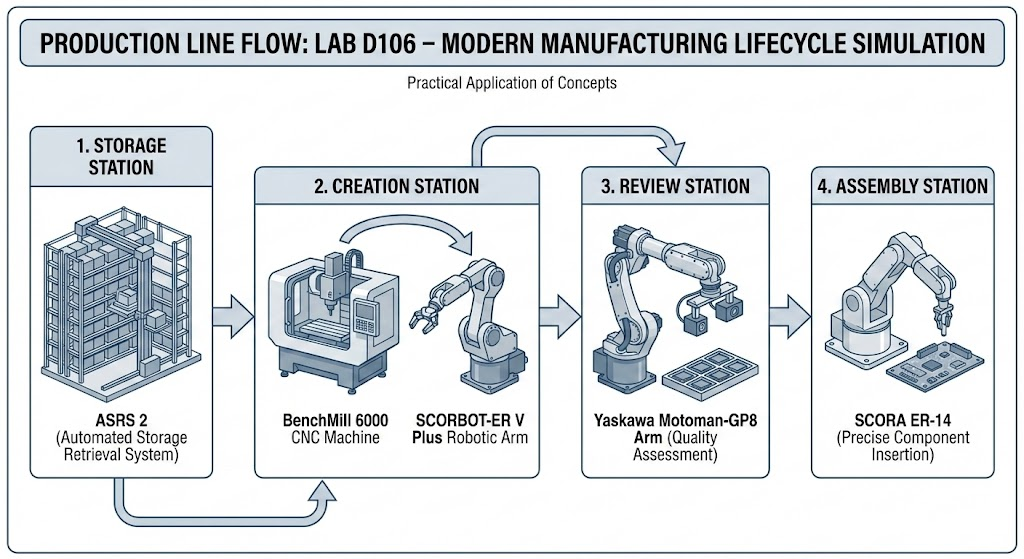 PRODUCTION LINE FLOW: LAB D106 – MODERN MANUFACTURING LIFECYCLE SIMULATION
Practical Application of Concepts
1. STORAGE
STATION
ASRS 2
(Automated Storage
Retrieval System)
2. CREATION STATION
BenchMill 6000
CNC Machine
SCORBOT-ER V
Plus Robotic Arm
3. REVIEW STATION
Yaskawa Motoman-GP8
Arm (Quality
Assessment)
4. ASSEMBLY STATION
SCORA ER-14
(Precise Component
Insertion)